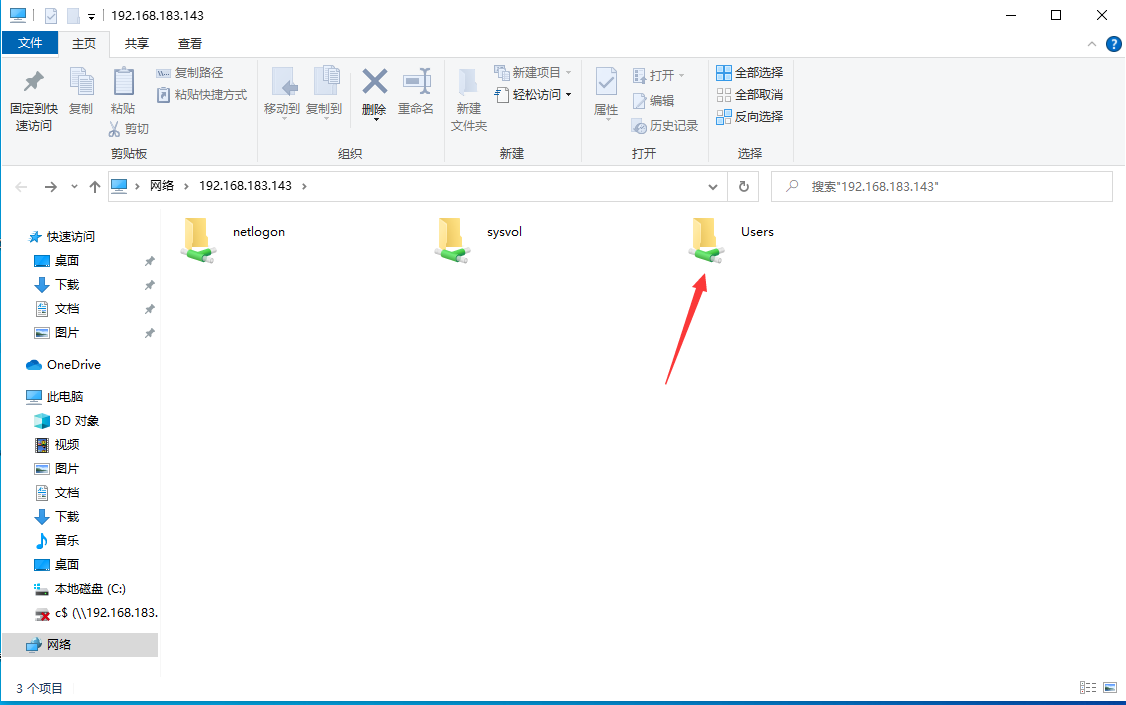 192.168.183.143
文件 主页 共享 查看
固定到快速访问
复制
粘贴
复制路径
粘贴快捷方式
剪切
剪贴板
移动到
复制到
删除
重命名
组织
新建
文件夹
新建项目
轻松访问
新建
属性
打开
编辑
历史记录
打开
全部选择
全部取消
反向选择
选择
网络 192.168.183.143
搜索"192.168.183.143"
快速访问
桌面
下载
文档
图片
OneDrive
此电脑
3D 对象
视频
图片
文档
下载
音乐
桌面
本地磁盘 (C:)
c$ (\\192.168.183.
网络
netlogon
sysvol
Users
3 个项目